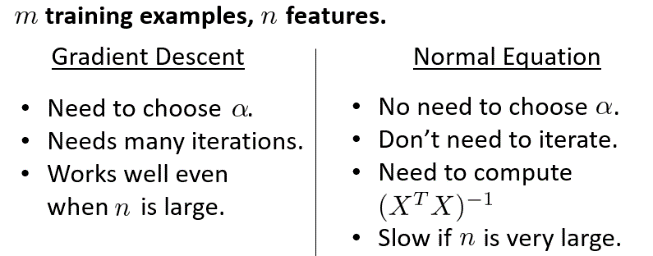 m training examples, n features.
Gradient Descent
• Need to choose α.
• Needs many iterations.
• Works well even
when n is large.
Normal Equation
• No need to choose α.
• Don't need to iterate.
• Need to compute
(XᵀX)⁻¹
• Slow if n is very large.